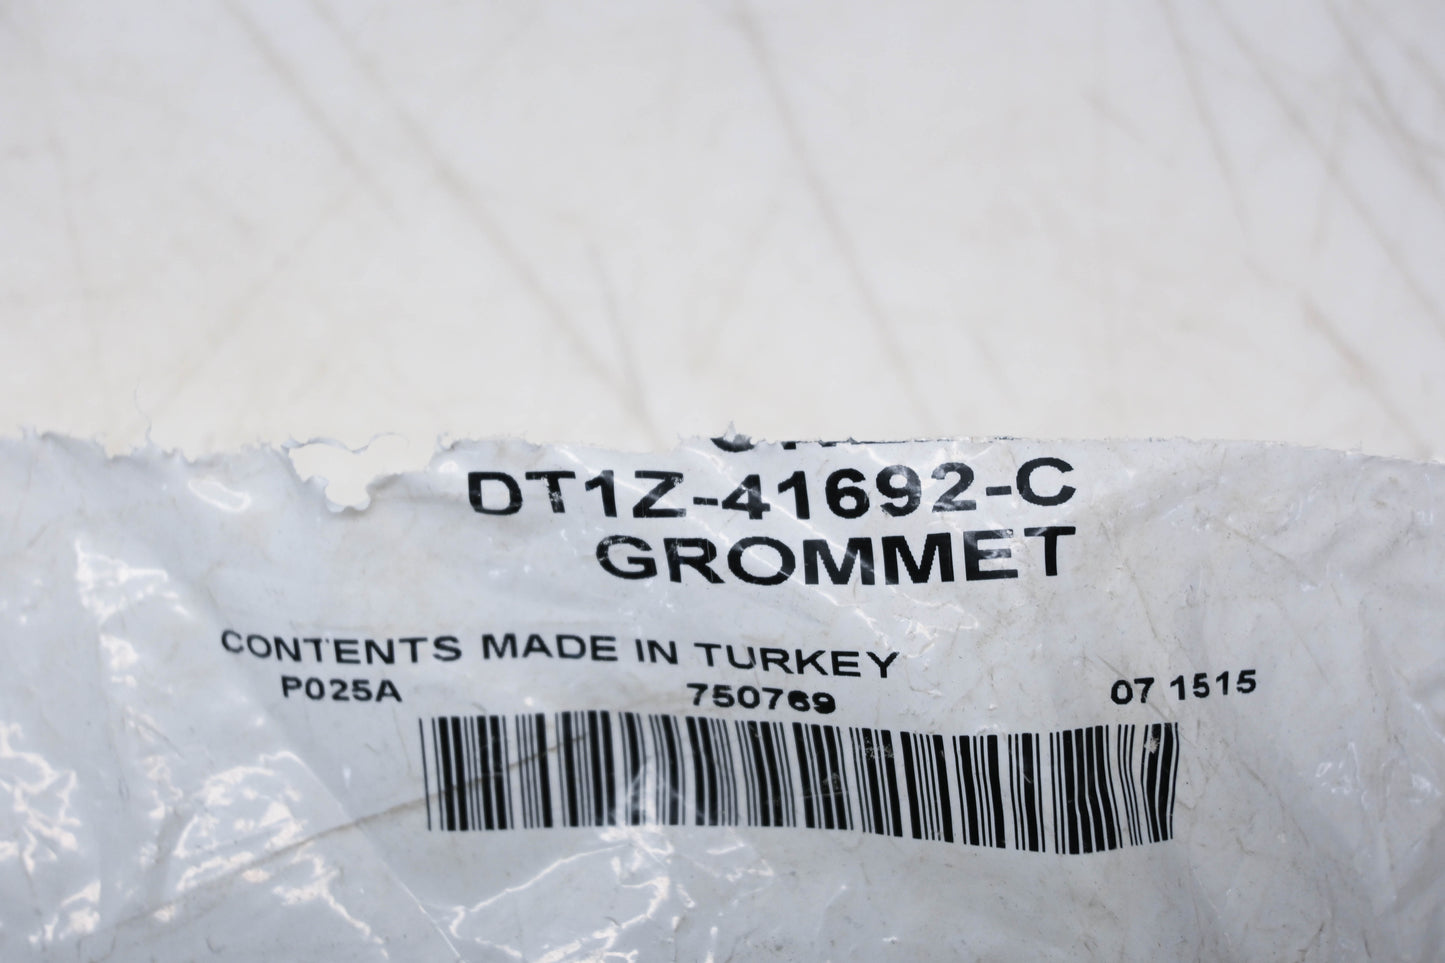 DT1Z-41692-C
GROMMET
CONTENTS MADE IN TURKEY
P025A 750769 07 1515